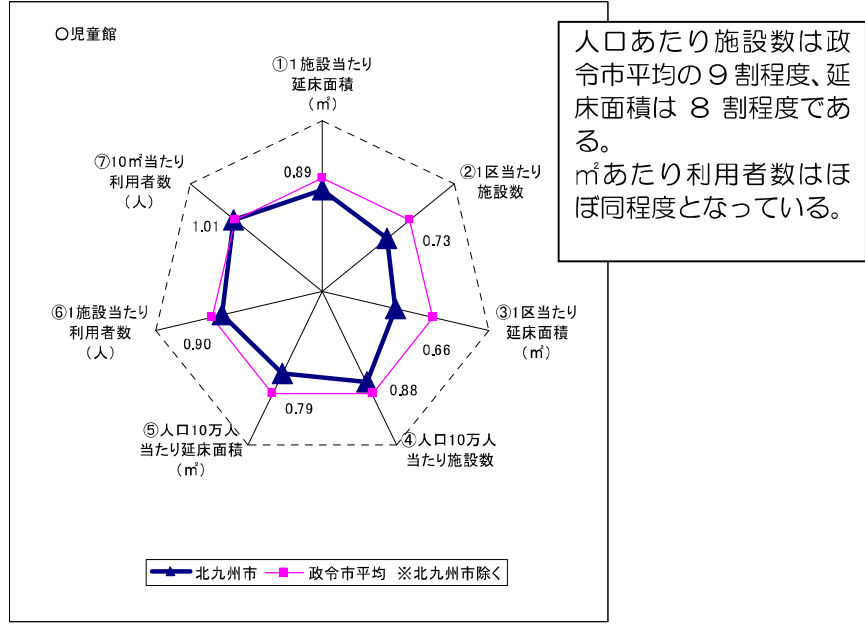 〇児童館
①1施設当たり
延床面積
(㎡)
②1区当たり
施設数
③1区当たり
延床面積
(㎡)
④人口10万人
当たり施設数
⑤人口10万人
当たり延床面積
(㎡)
⑥1施設当たり
利用者数
(人)
⑦10㎡当たり
利用者数
(人)
0.89
0.73
0.66
0.88
0.79
0.90
1.01
北九州市
政令市平均 ※北九州市除く
人口あたり施設数は政
令市平均の9割程度、延
床面積は 8 割程度であ
る。
㎡あたり利用者数はほ
ぼ同程度となっている。